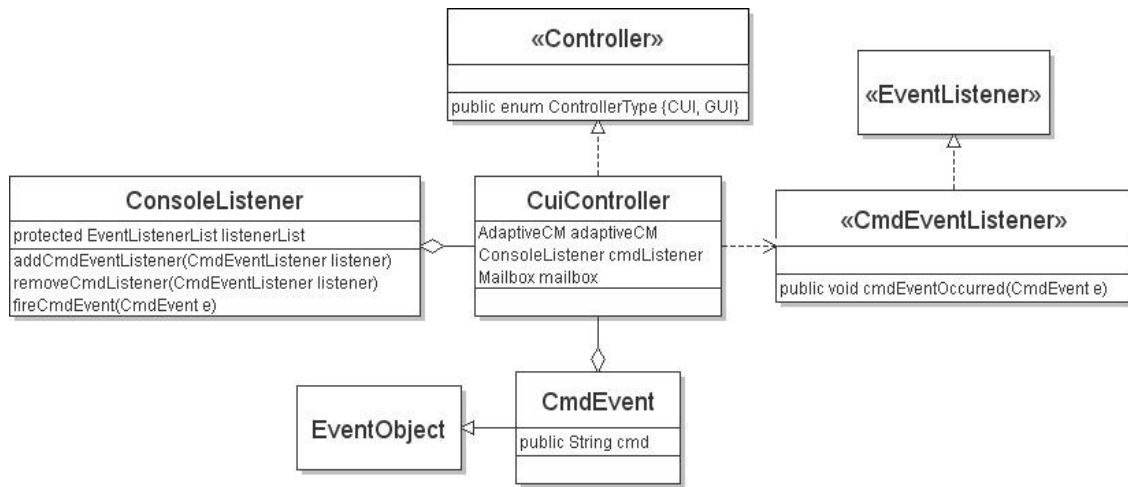 «Controller»
public enum ControllerType {CUI, GUI}
«EventListener»
ConsoleListener
protected EventListenerList listenerList
addCmdEventListener(CmdEventListener listener)
removeCmdListener(CmdEventListener listener)
fireCmdEvent(CmdEvent e)
CuiController
AdaptiveCM adaptiveCM
ConsoleListener cmdListener
Mailbox mailbox
«CmdEventListener»
public void cmdEventOccurred(CmdEvent e)
EventObject
CmdEvent
public String cmd